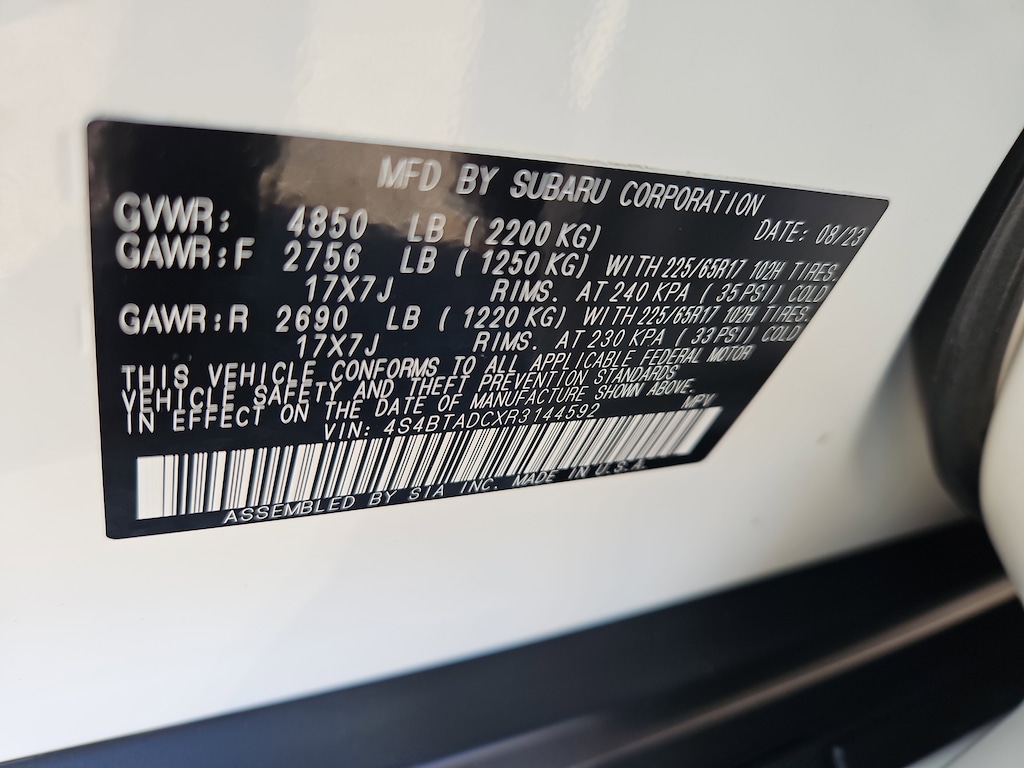 MFD BY SUBARU CORPORATION
GVWR: 4850 LB (2200 KG) DATE: 08/23
GAWR:F 2756 LB (1250 KG) WITH 225/65R17 102H TIRES.
17X7J RIMS. AT 240 KPA (35 PSI) COLD
GAWR:R 2690 LB (1220 KG) WITH 225/65R17 102H TIRES.
17X7J RIMS. AT 230 KPA (33 PSI) COLD
THIS VEHICLE CONFORMS TO ALL APPLICABLE FEDERAL MOTOR
VEHICLE SAFETY AND THEFT PREVENTION STANDARDS
IN EFFECT ON THE DATE OF MANUFACTURE SHOWN ABOVE.
VIN: 4S4BTADCXR3144592 MPV
ASSEMBLED BY SIA INC. MADE IN U.S.A.